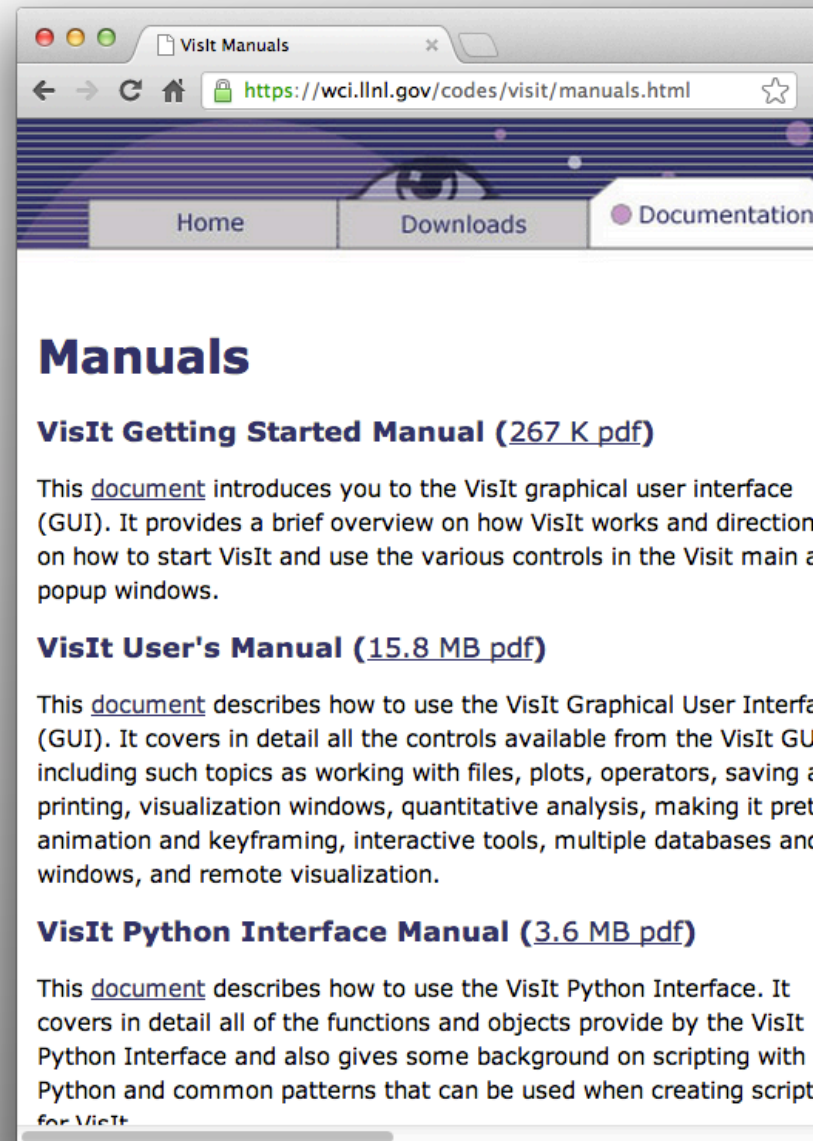 VisIt Manuals
https://wci.llnl.gov/codes/visit/manuals.html
Home
Downloads
Documentation
Manuals
VisIt Getting Started Manual (267 K pdf)
This document introduces you to the VisIt graphical user interface
(GUI). It provides a brief overview on how VisIt works and direction
on how to start VisIt and use the various controls in the Visit main a
popup windows.
VisIt User's Manual (15.8 MB pdf)
This document describes how to use the VisIt Graphical User Interfa
(GUI). It covers in detail all the controls available from the VisIt GU
including such topics as working with files, plots, operators, saving a
printing, visualization windows, quantitative analysis, making it pret
animation and keyframing, interactive tools, multiple databases and
windows, and remote visualization.
VisIt Python Interface Manual (3.6 MB pdf)
This document describes how to use the VisIt Python Interface. It
covers in detail all of the functions and objects provide by the VisIt
Python Interface and also gives some background on scripting with
Python and common patterns that can be used when creating script
for VisIt